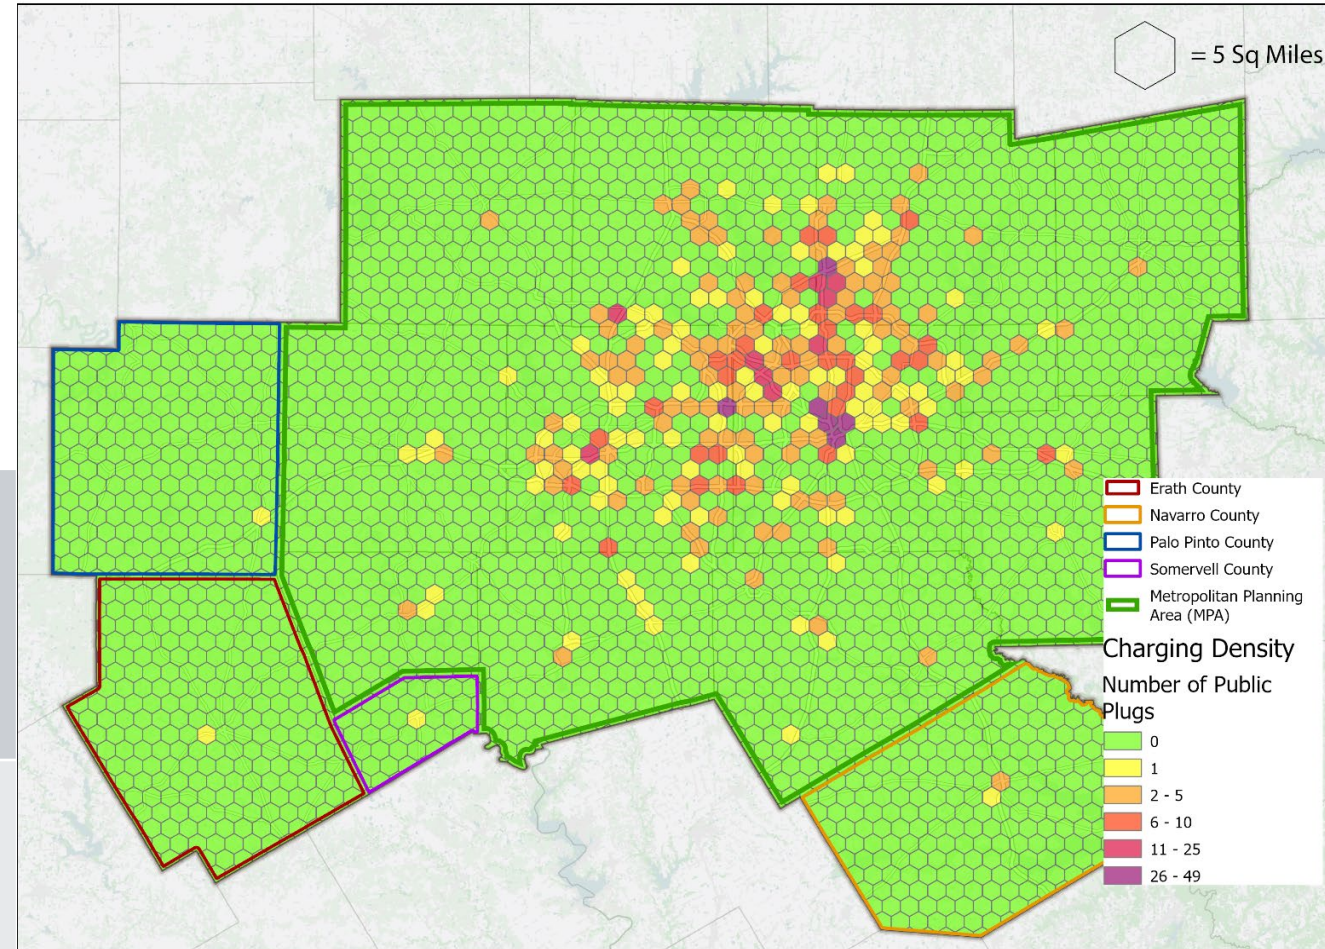 = 5 Sq Miles
Erath County
Navarro County
Palo Pinto County
Somervell County
Metropolitan Planning
Area (MPA)
Charging Density
Number of Public
Plugs
0
1
2 - 5
6 - 10
11 - 25
26 - 49